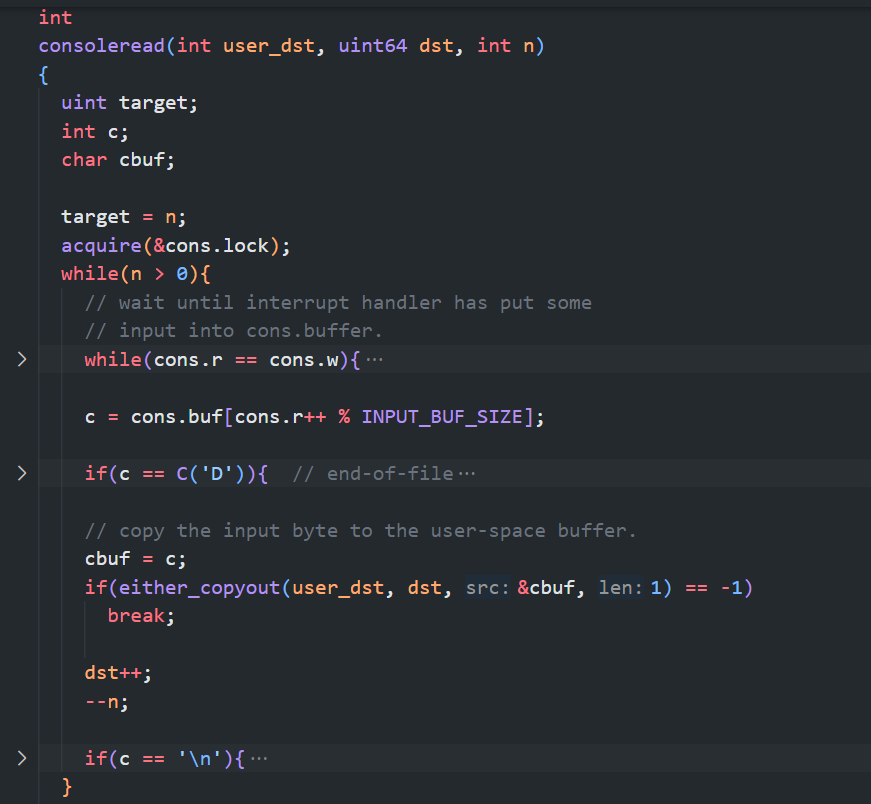 int
consoleread(int user_dst, uint64 dst, int n)
{
  uint target;
  int c;
  char cbuf;

  target = n;
  acquire(&cons.lock);
  while(n > 0){
    // wait until interrupt handler has put some
    // input into cons.buffer.
    while(cons.r == cons.w){ ⋯

    c = cons.buf[cons.r++ % INPUT_BUF_SIZE];

    if(c == C('D')){  // end-of-file ⋯

    // copy the input byte to the user-space buffer.
    cbuf = c;
    if(either_copyout(user_dst, dst, src: &cbuf, len: 1) == -1)
      break;

    dst++;
    --n;

    if(c == '\n'){ ⋯
  }